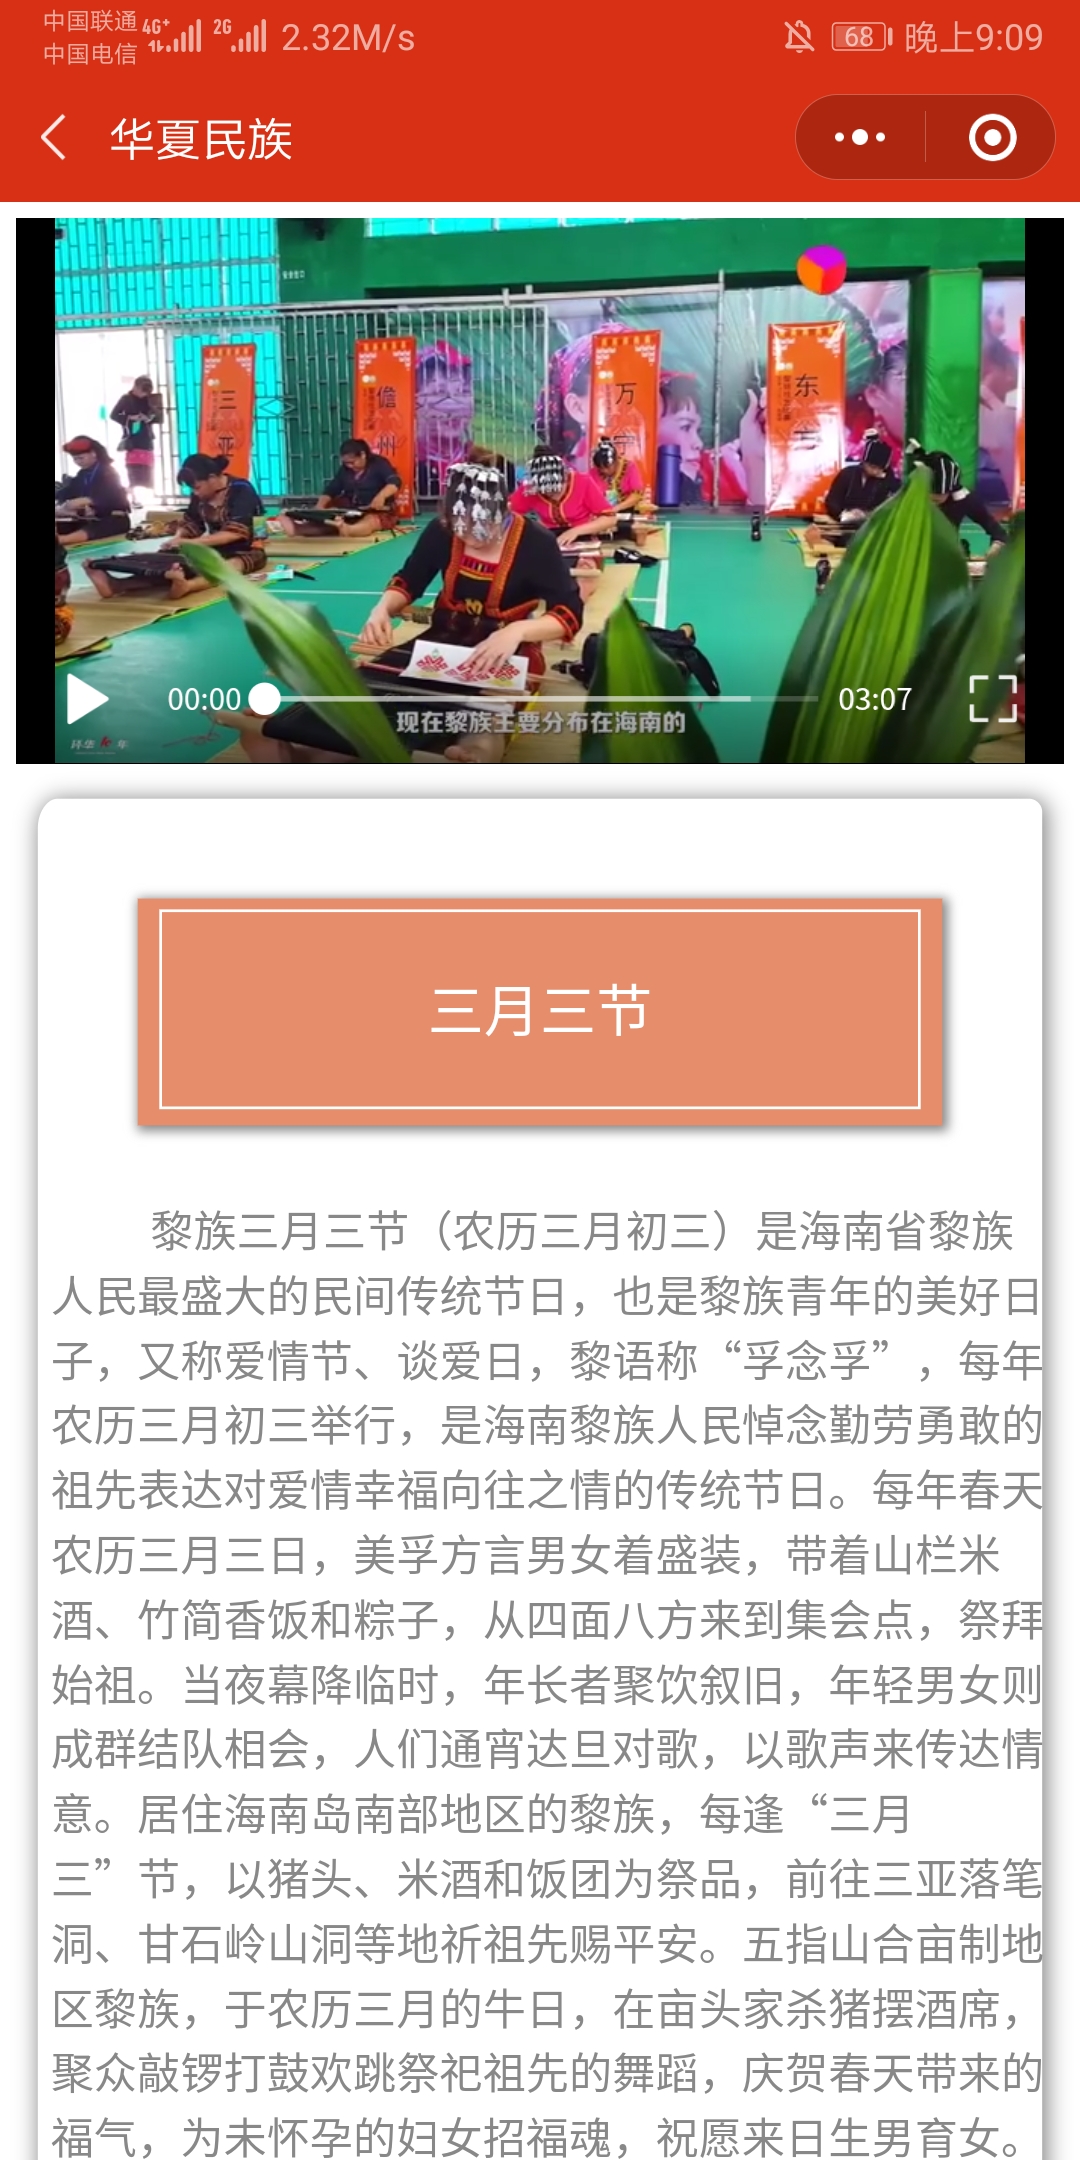 中国联通 4G+ 2G 2.32M/s 68 晚上9:09
中国电信
华夏民族
三亚
儋州
万宁
东
00:00 03:07
现在黎族主要分布在海南的
三月三节
黎族三月三节（农历三月初三）是海南省黎族
人民最盛大的民间传统节日，也是黎族青年的美好日
子，又称爱情节、谈爱日，黎语称“孚念孚”，每年
农历三月初三举行，是海南黎族人民悼念勤劳勇敢的
祖先表达对爱情幸福向往之情的传统节日。每年春天
农历三月三日，美孚方言男女着盛装，带着山栏米
酒、竹简香饭和粽子，从四面八方来到集会点，祭拜
始祖。当夜幕降临时，年长者聚饮叙旧，年轻男女则
成群结队相会，人们通宵达旦对歌，以歌声来传达情
意。居住海南岛南部地区的黎族，每逢“三月
三”节，以猪头、米酒和饭团为祭品，前往三亚落笔
洞、甘石岭山洞等地祈祖先赐平安。五指山合亩制地
区黎族，于农历三月的牛日，在亩头家杀猪摆酒席，
聚众敲锣打鼓欢跳祭祀祖先的舞蹈，庆贺春天带来的
福气，为未怀孕的妇女招福魂，祝愿来日生男育女。